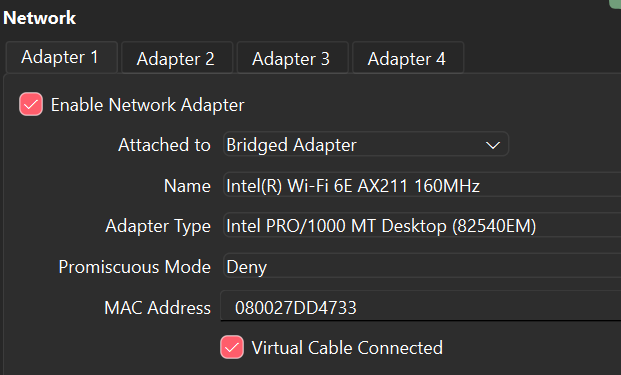 Network
Adapter 1 Adapter 2 Adapter 3 Adapter 4
Enable Network Adapter
Attached to Bridged Adapter
Name Intel(R) Wi-Fi 6E AX211 160MHz
Adapter Type Intel PRO/1000 MT Desktop (82540EM)
Promiscuous Mode Deny
MAC Address 080027DD4733
Virtual Cable Connected